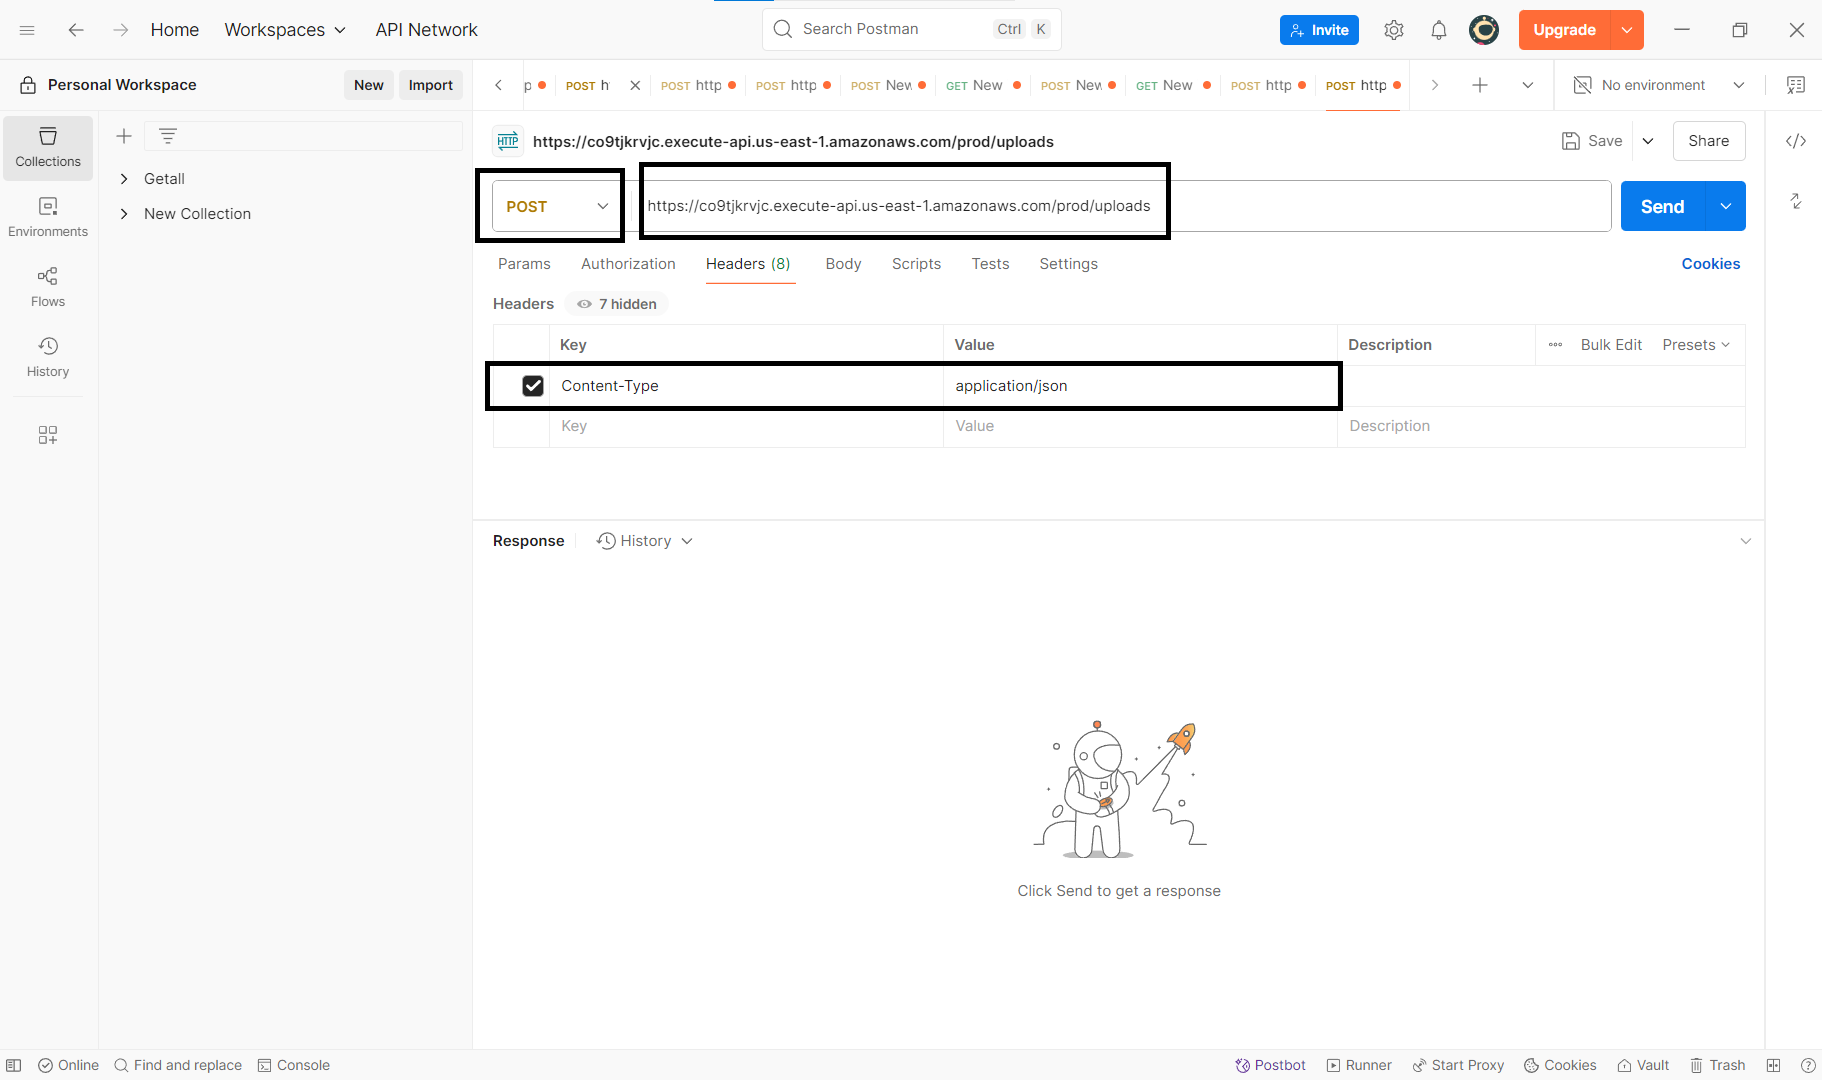 Home Workspaces API Network Search Postman Ctrl K Invite Upgrade
Personal Workspace New Import
p POST h POST http POST http POST New GET New POST New GET New POST http POST http No environment
Collections
Environments
Flows
History
Getall
New Collection
HTTP https://co9tjkrvjc.execute-api.us-east-1.amazonaws.com/prod/uploads Save Share
POST https://co9tjkrvjc.execute-api.us-east-1.amazonaws.com/prod/uploads Send
Params Authorization Headers (8) Body Scripts Tests Settings Cookies
Headers 7 hidden
Key Value Description Bulk Edit Presets
Content-Type application/json
Key Value Description
Response History
Click Send to get a response
Online Find and replace Console Postbot Runner Start Proxy Cookies Vault Trash